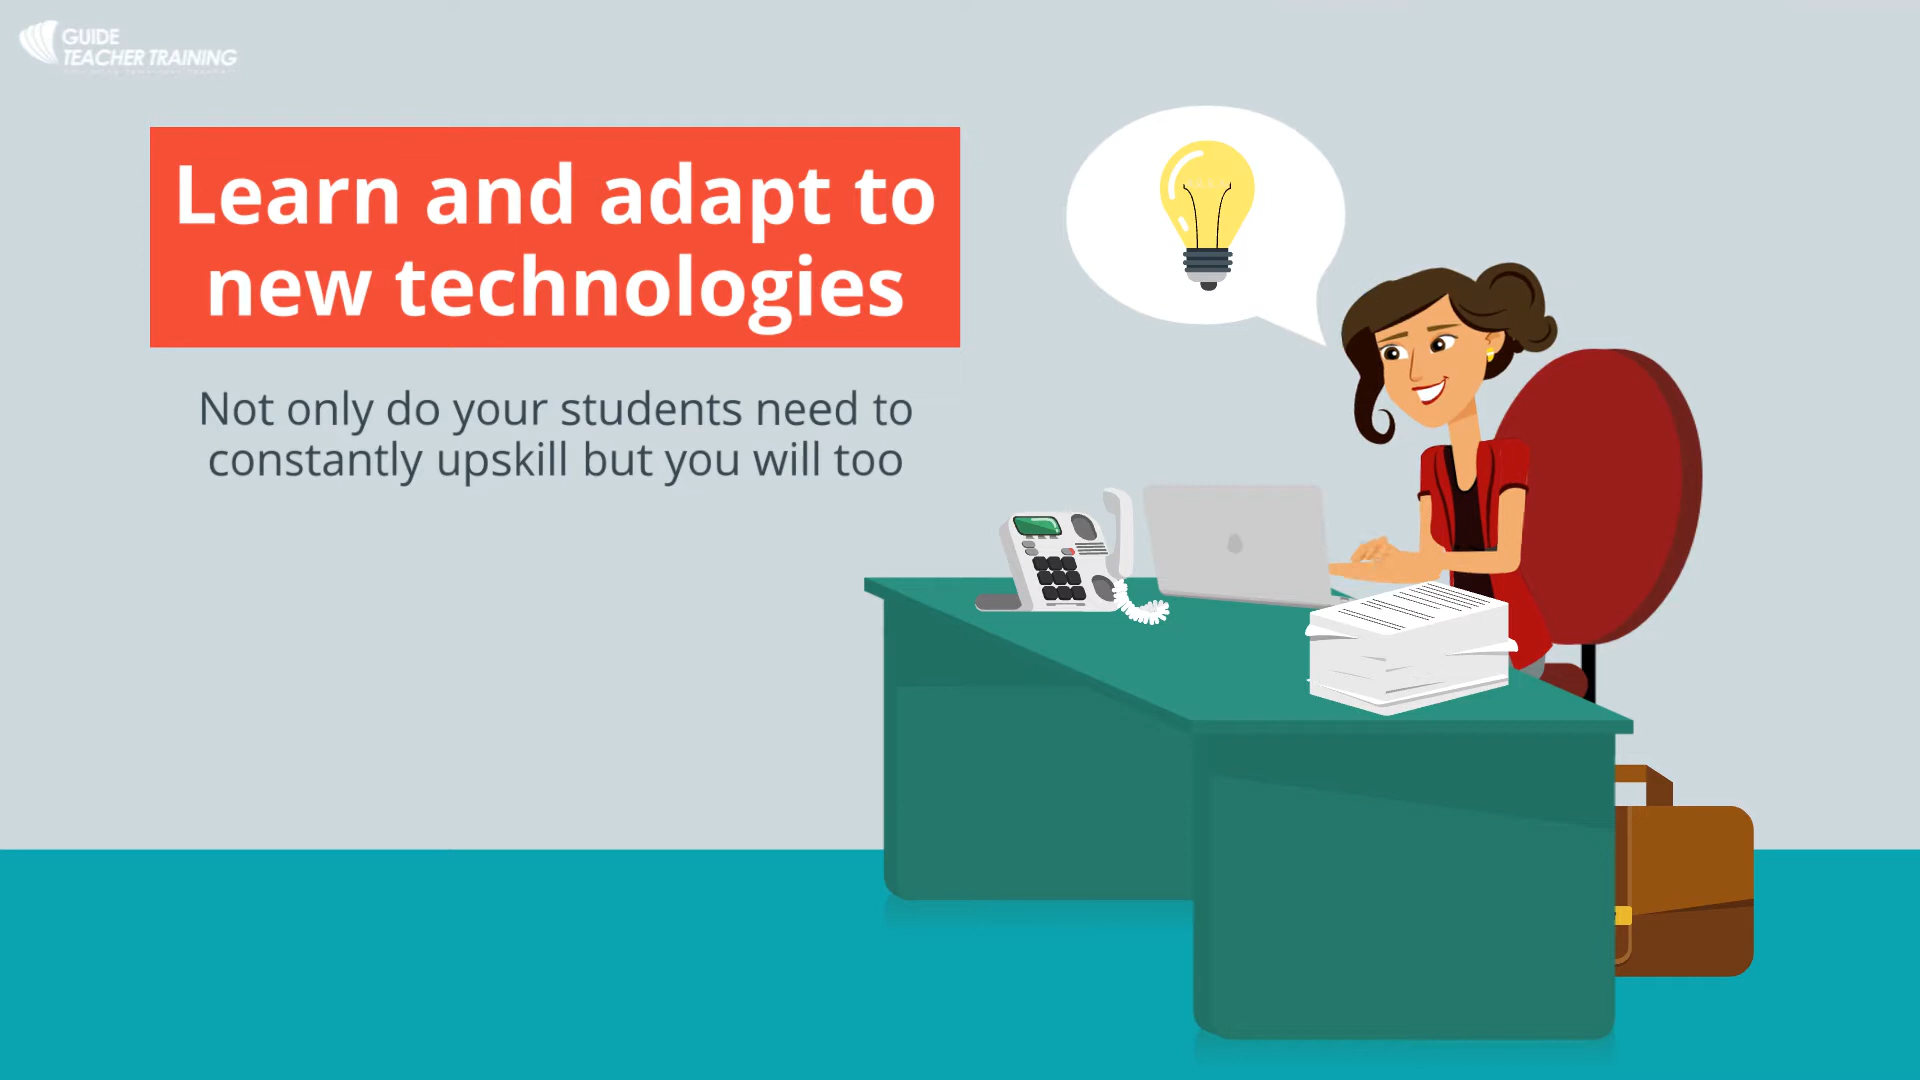 GUIDE
TEACHER TRAINING
Learn and adapt to
new technologies
Not only do your students need to
constantly upskill but you will too